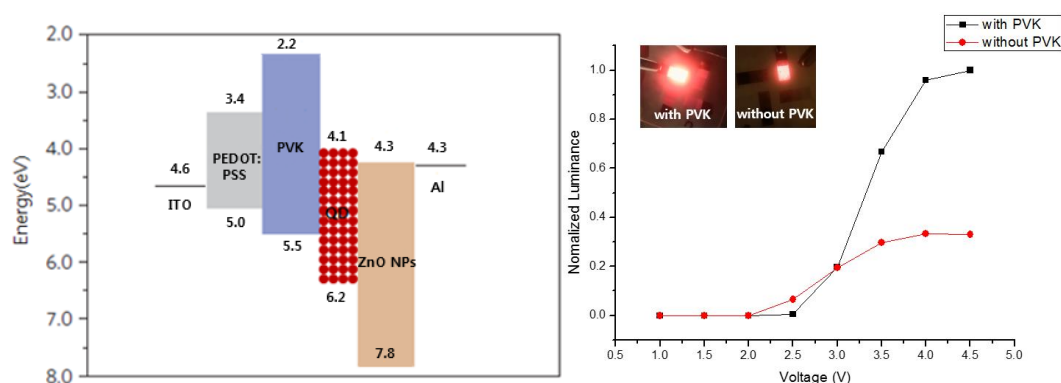 2.0
3.0
4.0
5.0
6.0
7.0
8.0
Energy(eV)
4.6
ITO
3.4
PEDOT:
PSS
5.0
2.2
PVK
5.5
4.1
QD
6.2
4.3
ZnO NPs
7.8
4.3
Al
with PVK
without PVK
with PVK
without PVK
1.0
0.8
0.6
0.4
0.2
0.0
Normalized Luminance
0.5 1.0 1.5 2.0 2.5 3.0 3.5 4.0 4.5 5.0
Voltage (V)